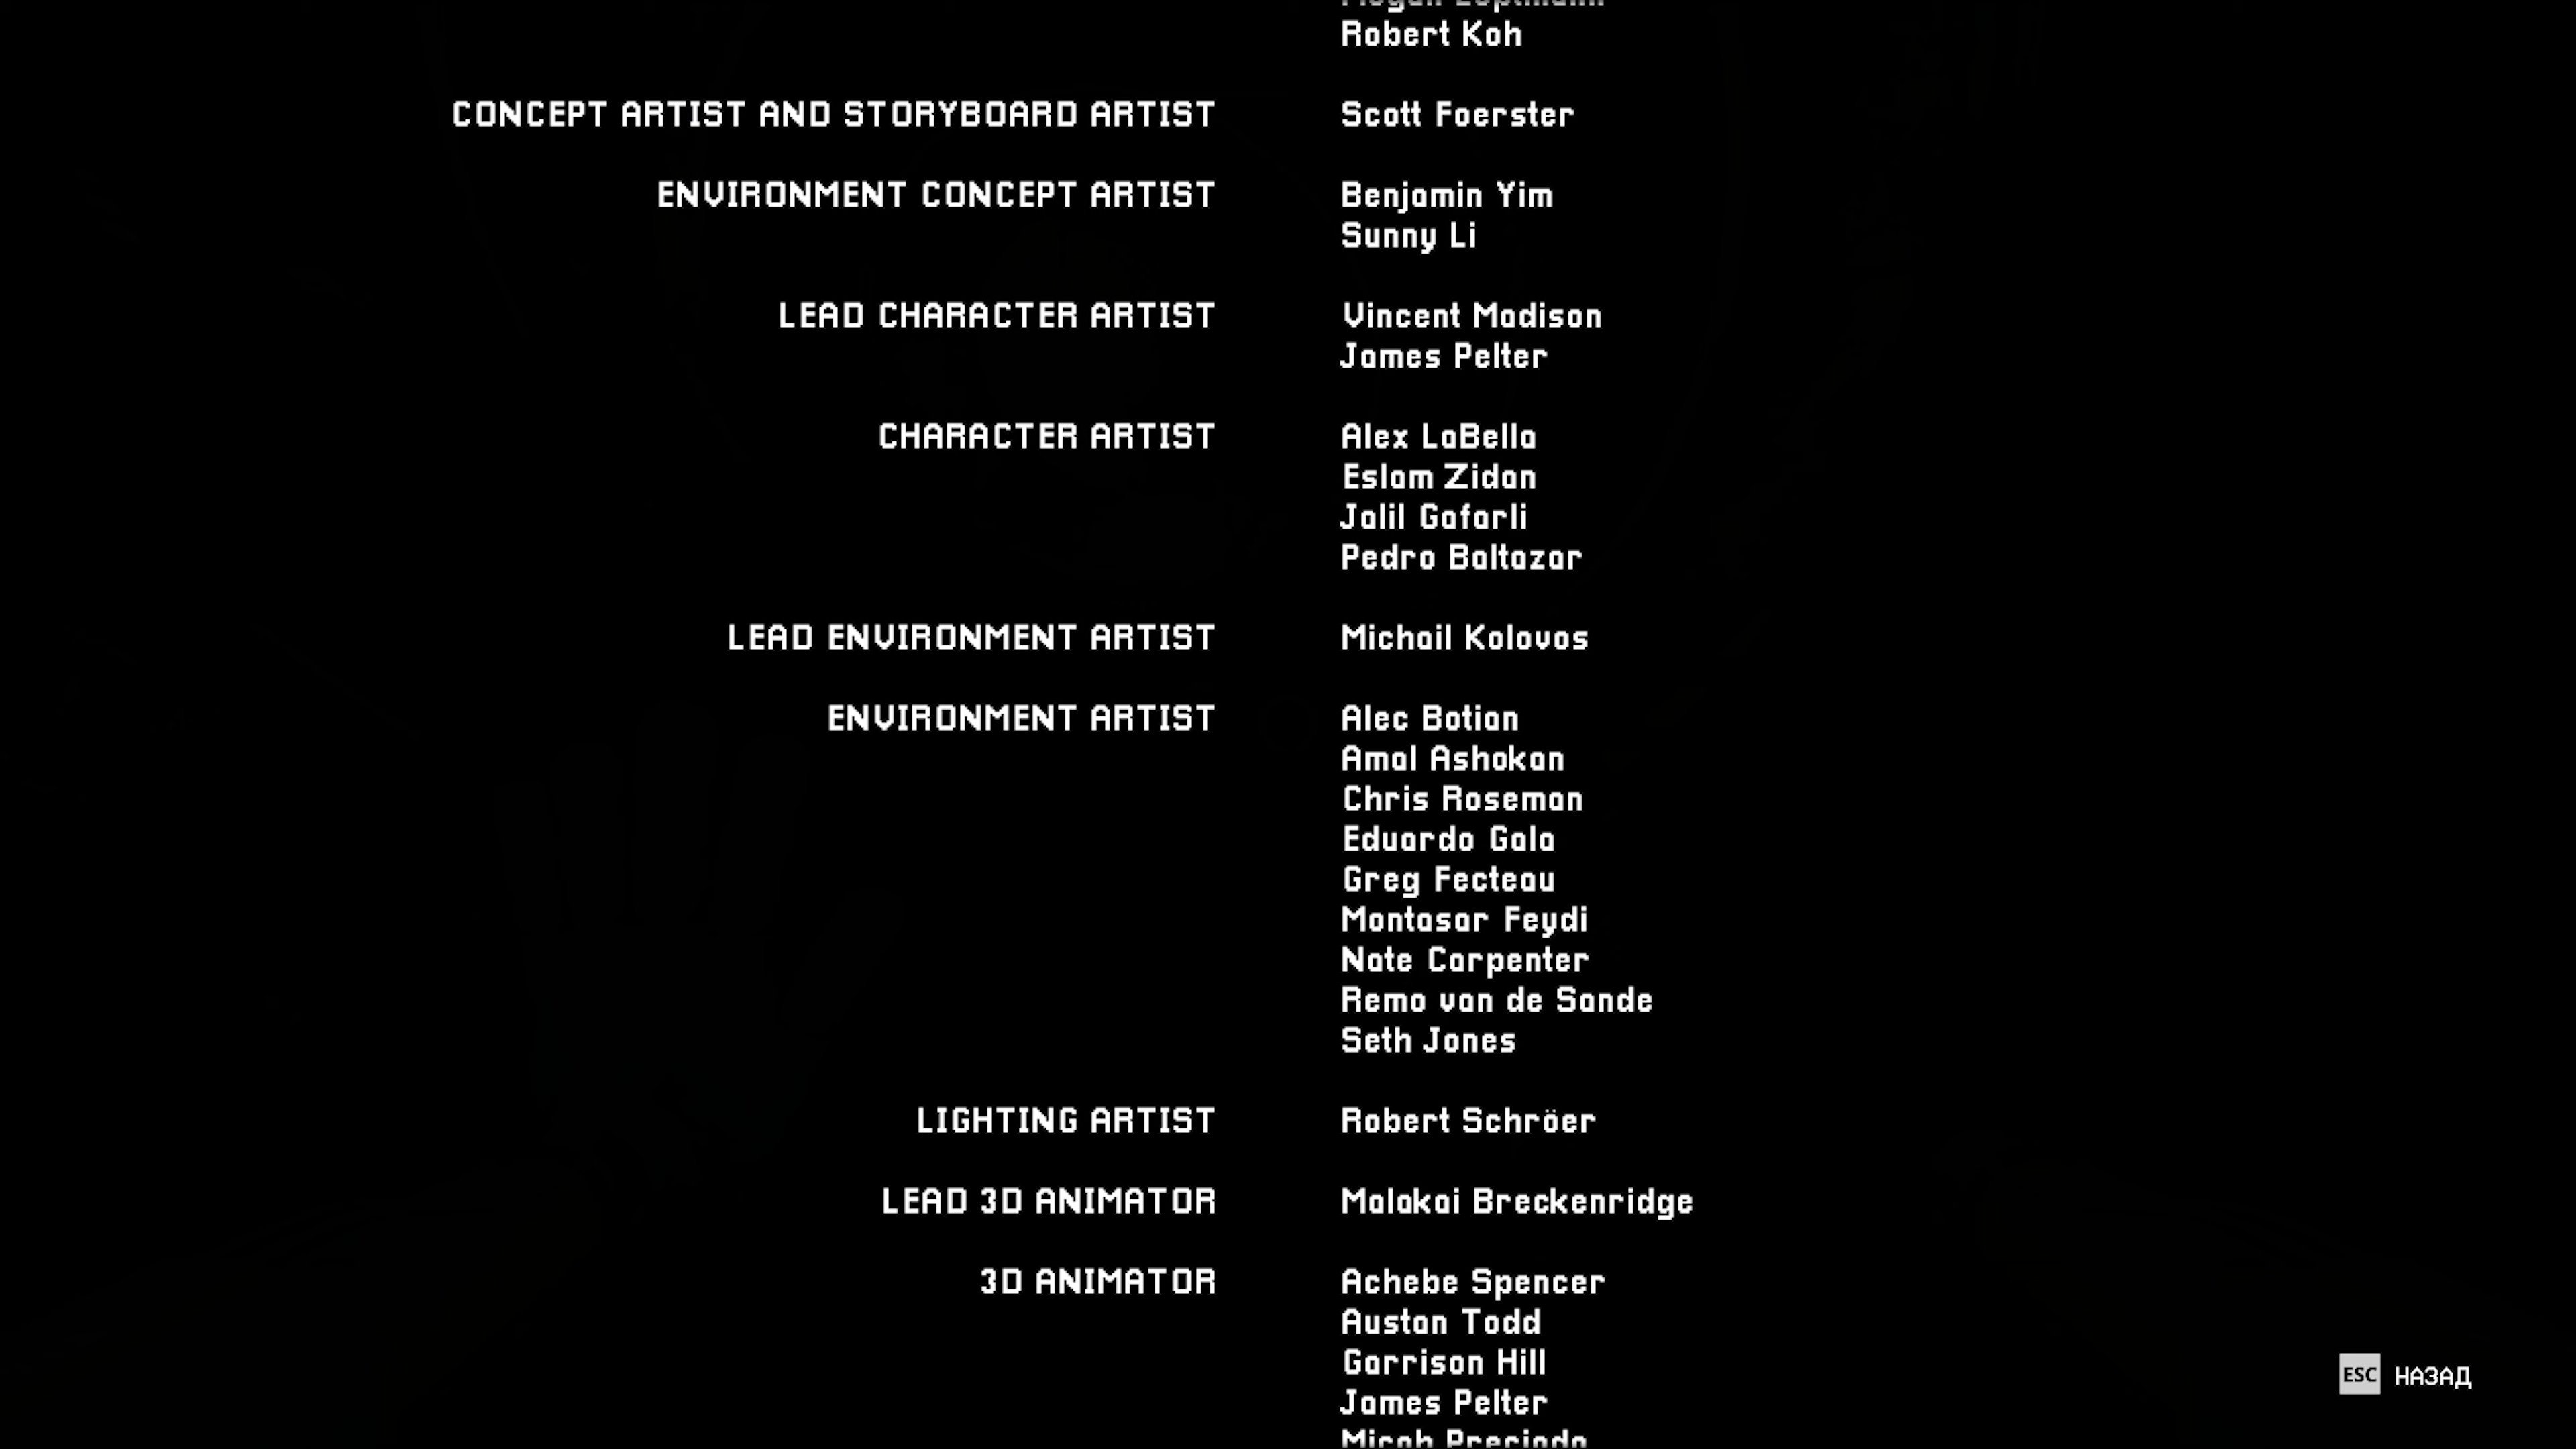 Robert Koh
CONCEPT ARTIST AND STORYBOARD ARTIST Scott Foerster
ENVIRONMENT CONCEPT ARTIST Benjamin Yim
Sunny Li
LEAD CHARACTER ARTIST Vincent Madison
James Pelter
CHARACTER ARTIST Alex LaBella
Eslam Zidan
Jalil Gafarli
Pedro Baltazar
LEAD ENVIRONMENT ARTIST Michail Kolovos
ENVIRONMENT ARTIST Alec Botian
Amal Ashokan
Chris Roseman
Eduardo Gala
Greg Fecteau
Montasar Feydi
Nate Carpenter
Remo van de Sande
Seth Jones
LIGHTING ARTIST Robert Schröer
LEAD 3D ANIMATOR Malakai Breckenridge
3D ANIMATOR Achebe Spencer
Austan Todd
Garrison Hill
ESC НАЗАД
James Pelter